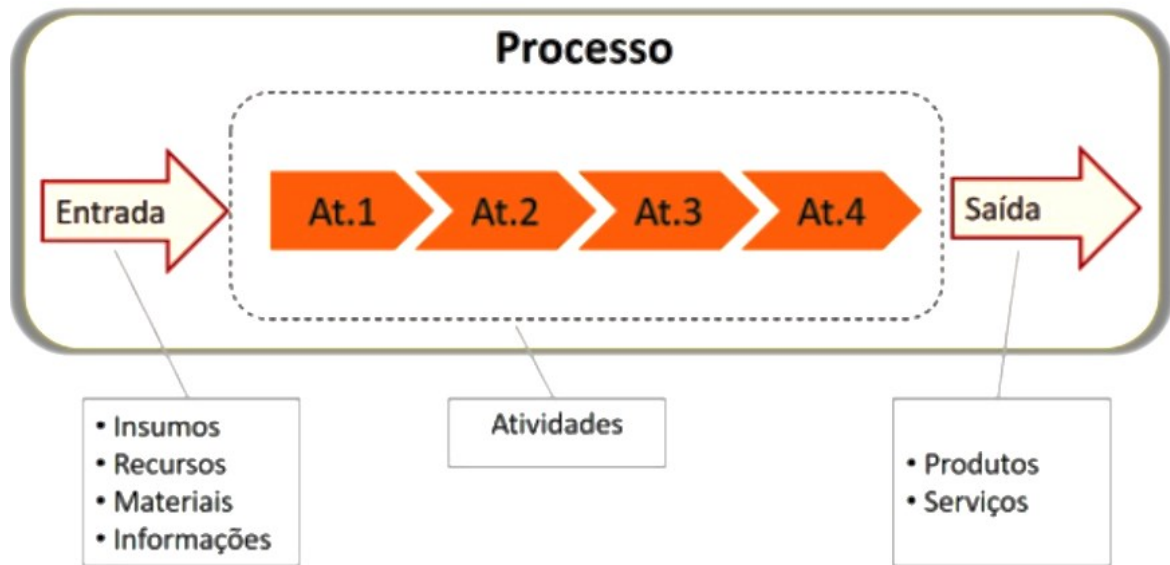 Processo
Entrada
At.1
At.2
At.3
At.4
Saída
• Insumos
• Recursos
• Materiais
• Informações
Atividades
• Produtos
• Serviços